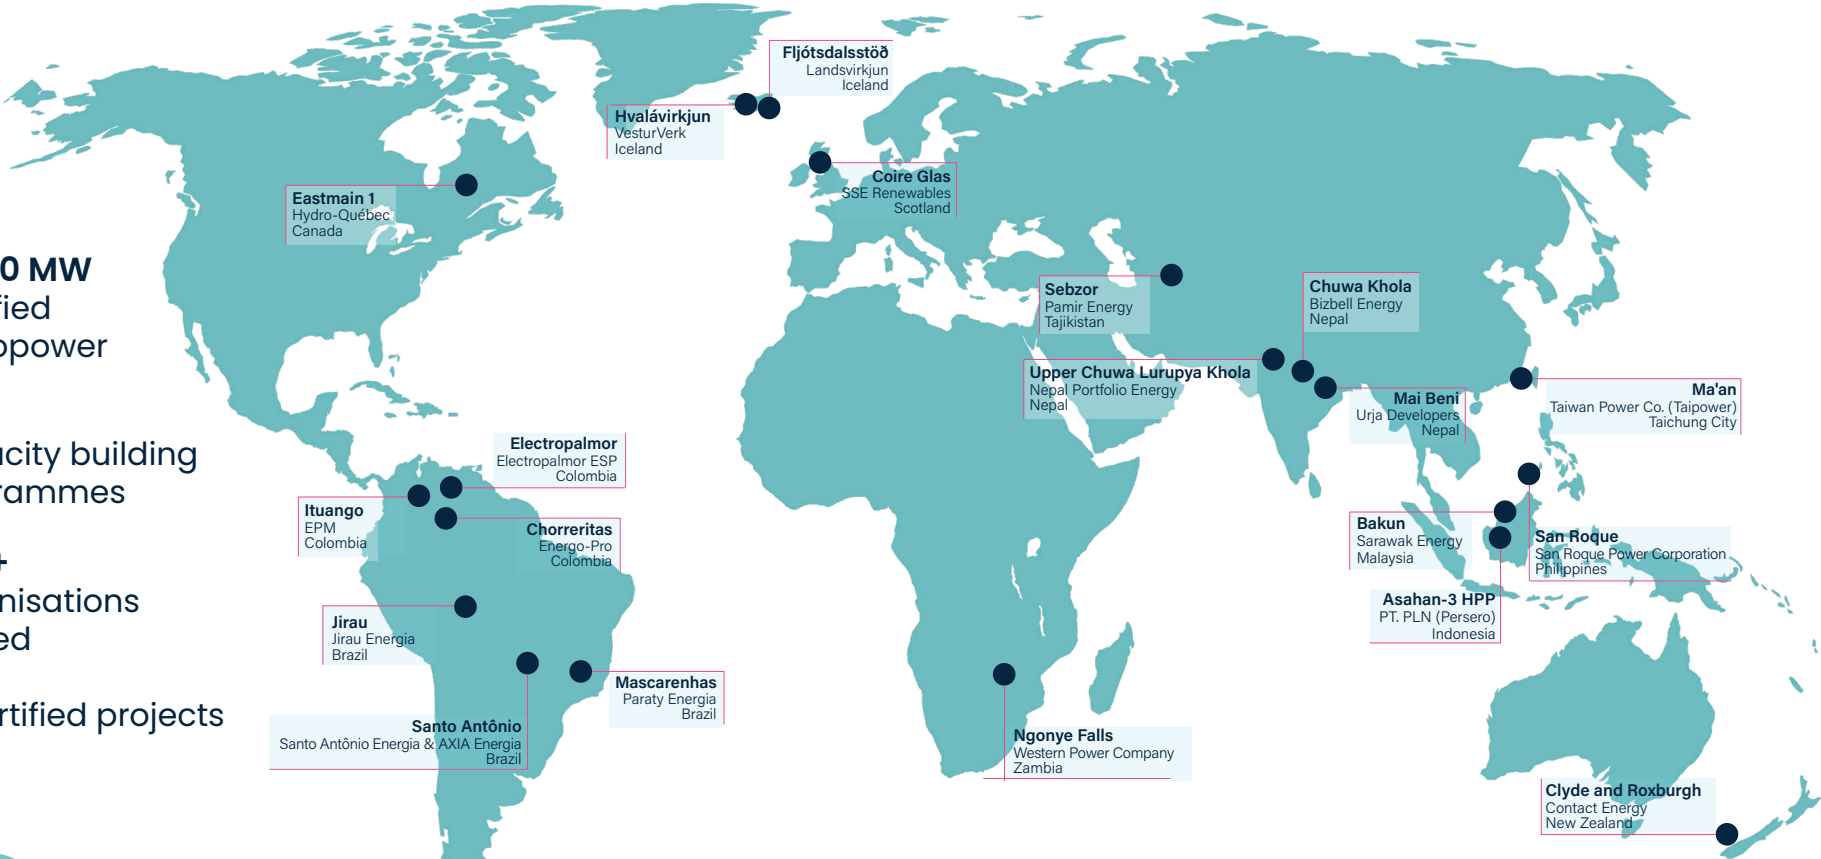 0 MW
fied
opower
acity building
rammes
+
nisations
ed
rtified projects
Fljótsdalsstöð
Landsvirkjun
Iceland
Hvalávirkjun
VesturVerk
Iceland
Coire Glas
SSE Renewables
Scotland
Eastmain 1
Hydro-Québec
Canada
Sebzor
Pamir Energy
Tajikistan
Chuwa Khola
Bizbell Energy
Nepal
Upper Chuwa Lurupya Khola
Nepal Portfolio Energy
Nepal
Mai Beni
Urja Developers
Nepal
Ma'an
Taiwan Power Co. (Taipower)
Taichung City
Electropalmor
Electropalmor ESP
Colombia
Ituango
EPM
Colombia
Chorreritas
Energo-Pro
Colombia
Bakun
Sarawak Energy
Malaysia
San Roque
San Roque Power Corporation
Philippines
Asahan-3 HPP
PT. PLN (Persero)
Indonesia
Jirau
Jirau Energia
Brazil
Mascarenhas
Paraty Energia
Brazil
Santo Antônio
Santo Antônio Energia & AXIA Energia
Brazil
Ngonye Falls
Western Power Company
Zambia
Clyde and Roxburgh
Contact Energy
New Zealand